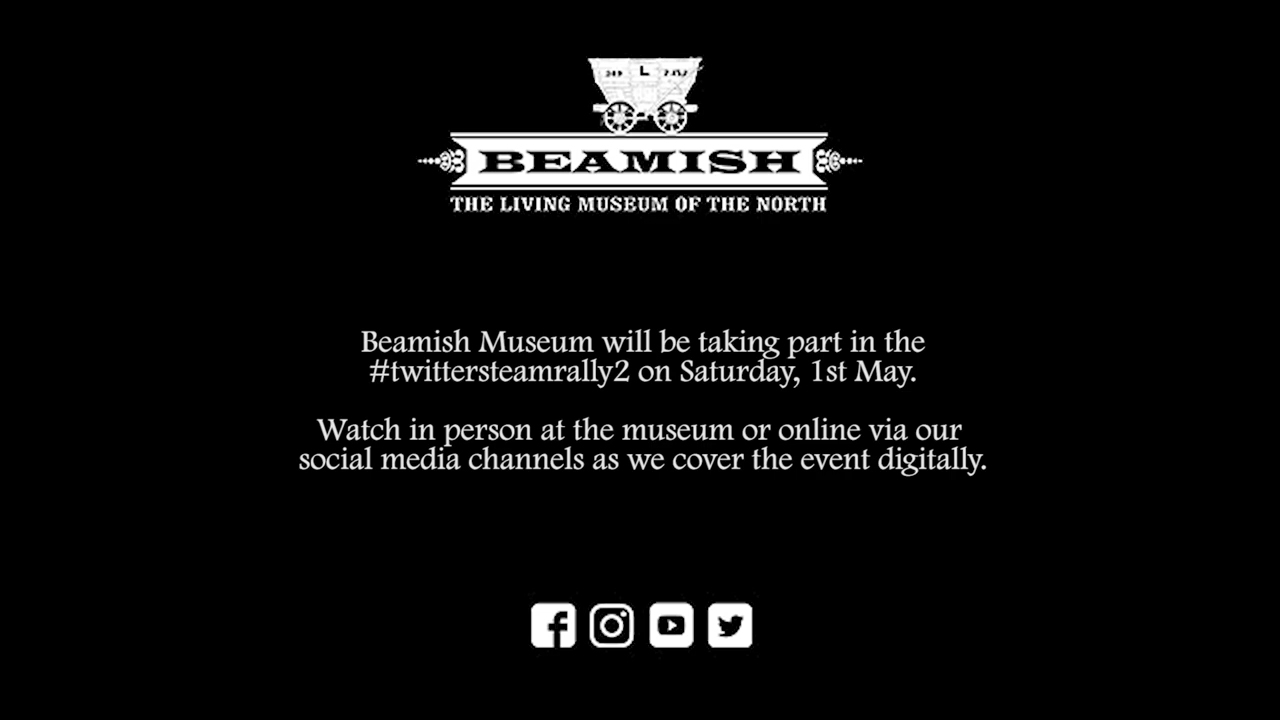 L
BEAMISH
THE LIVING MUSEUM OF THE NORTH
Beamish Museum will be taking part in the
#twittersteamrally2 on Saturday, 1st May.
Watch in person at the museum or online via our
social media channels as we cover the event digitally.